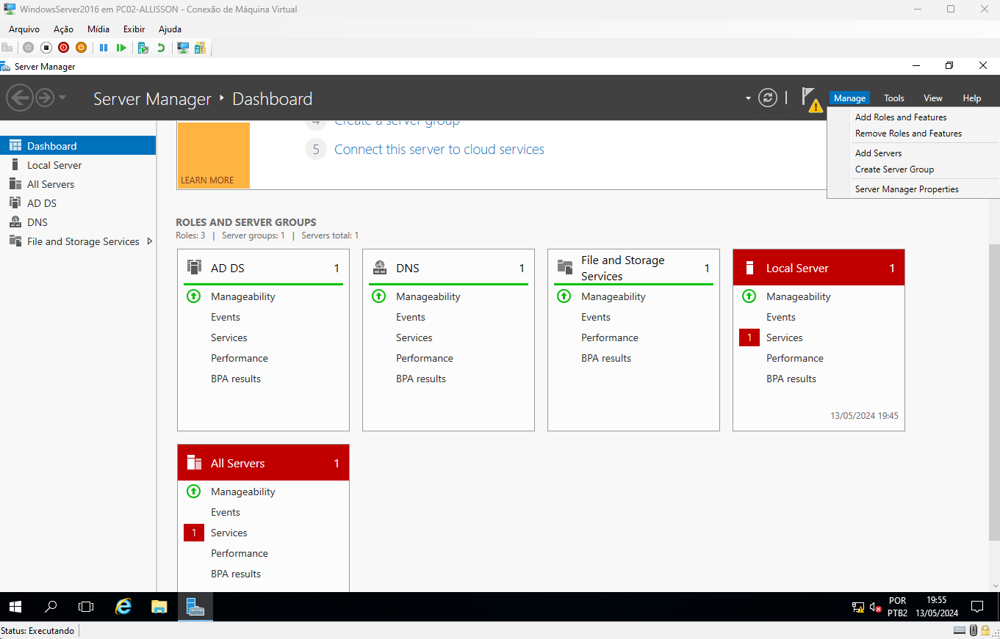 WindowsServer2016 em PC02-ALLISSON - Conexão de Máquina Virtual
Arquivo Ação Mídia Exibir Ajuda
Server Manager
Server Manager Dashboard
Manage Tools View Help
Add Roles and Features
Remove Roles and Features
Add Servers
Create Server Group
Server Manager Properties
Dashboard
Local Server
All Servers
AD DS
DNS
File and Storage Services
4 Create a server group
5 Connect this server to cloud services
LEARN MORE
ROLES AND SERVER GROUPS
Roles: 3 | Server groups: 1 | Servers total: 1
AD DS 1
Manageability
Events
Services
Performance
BPA results
DNS 1
Manageability
Events
Services
Performance
BPA results
File and Storage
Services 1
Manageability
Events
Performance
BPA results
Local Server 1
Manageability
Events
1 Services
Performance
BPA results
13/05/2024 19:45
All Servers 1
Manageability
Events
1 Services
Performance
BPA results
POR
PTB2
19:55
13/05/2024
Status: Executando